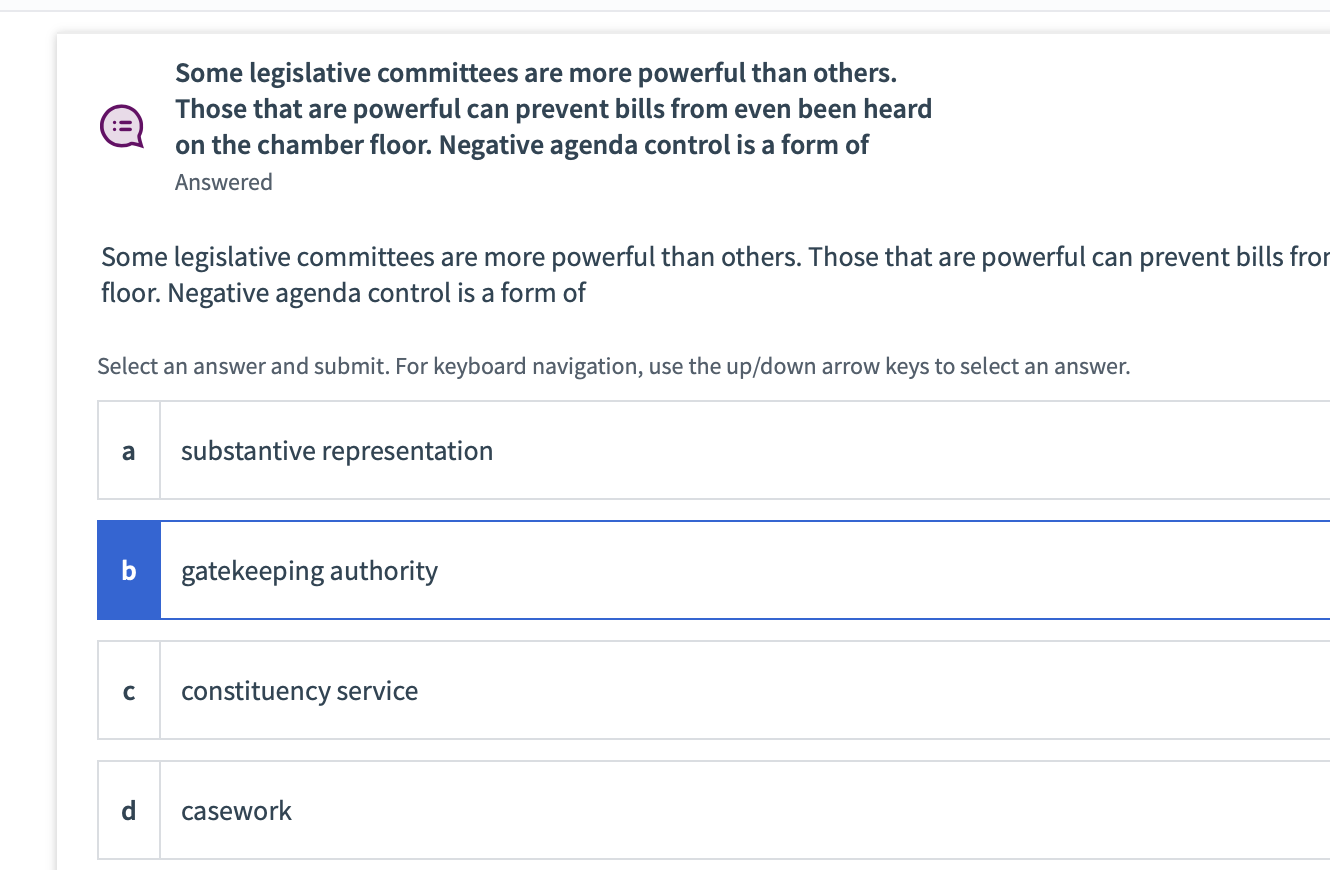 Some legislative committees are more powerful than others.
Those that are powerful can prevent bills from even been heard
on the chamber floor. Negative agenda control is a form of
Answered
Some legislative committees are more powerful than others. Those that are powerful can prevent bills
floor. Negative agenda control is a form of
Select an answer and submit. For keyboard navigation, use the up/down arrow keys to select an answer.
a substantive representation
b gatekeeping authority
c constituency service
d casework